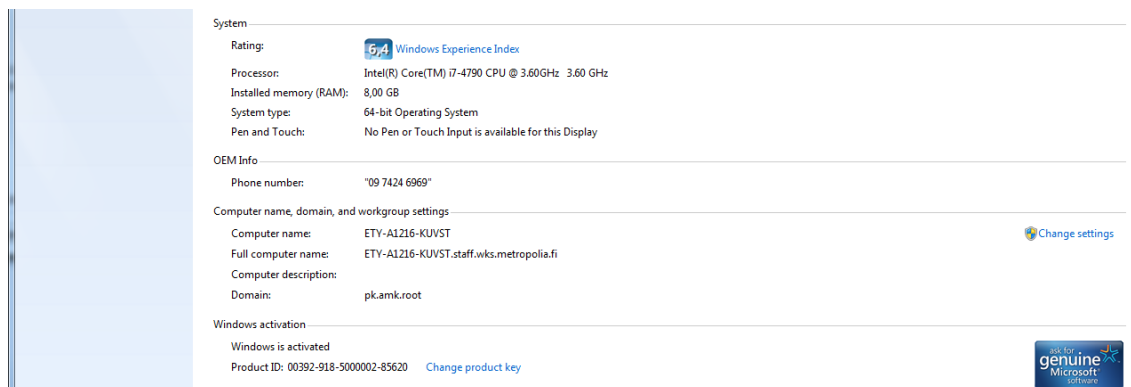 System
Rating: 6,4 Windows Experience Index
Processor: Intel(R) Core(TM) i7-4790 CPU @ 3.60GHz 3.60 GHz
Installed memory (RAM): 8,00 GB
System type: 64-bit Operating System
Pen and Touch: No Pen or Touch Input is available for this Display
OEM Info
Phone number: "09 7424 6969"
Computer name, domain, and workgroup settings
Computer name: ETY-A1216-KUVST Change settings
Full computer name: ETY-A1216-KUVST.staff.wks.metropolia.fi
Computer description:
Domain: pk.amk.root
Windows activation
Windows is activated
Product ID: 00392-918-5000002-85620 Change product key
ask for
genuine
Microsoft
software